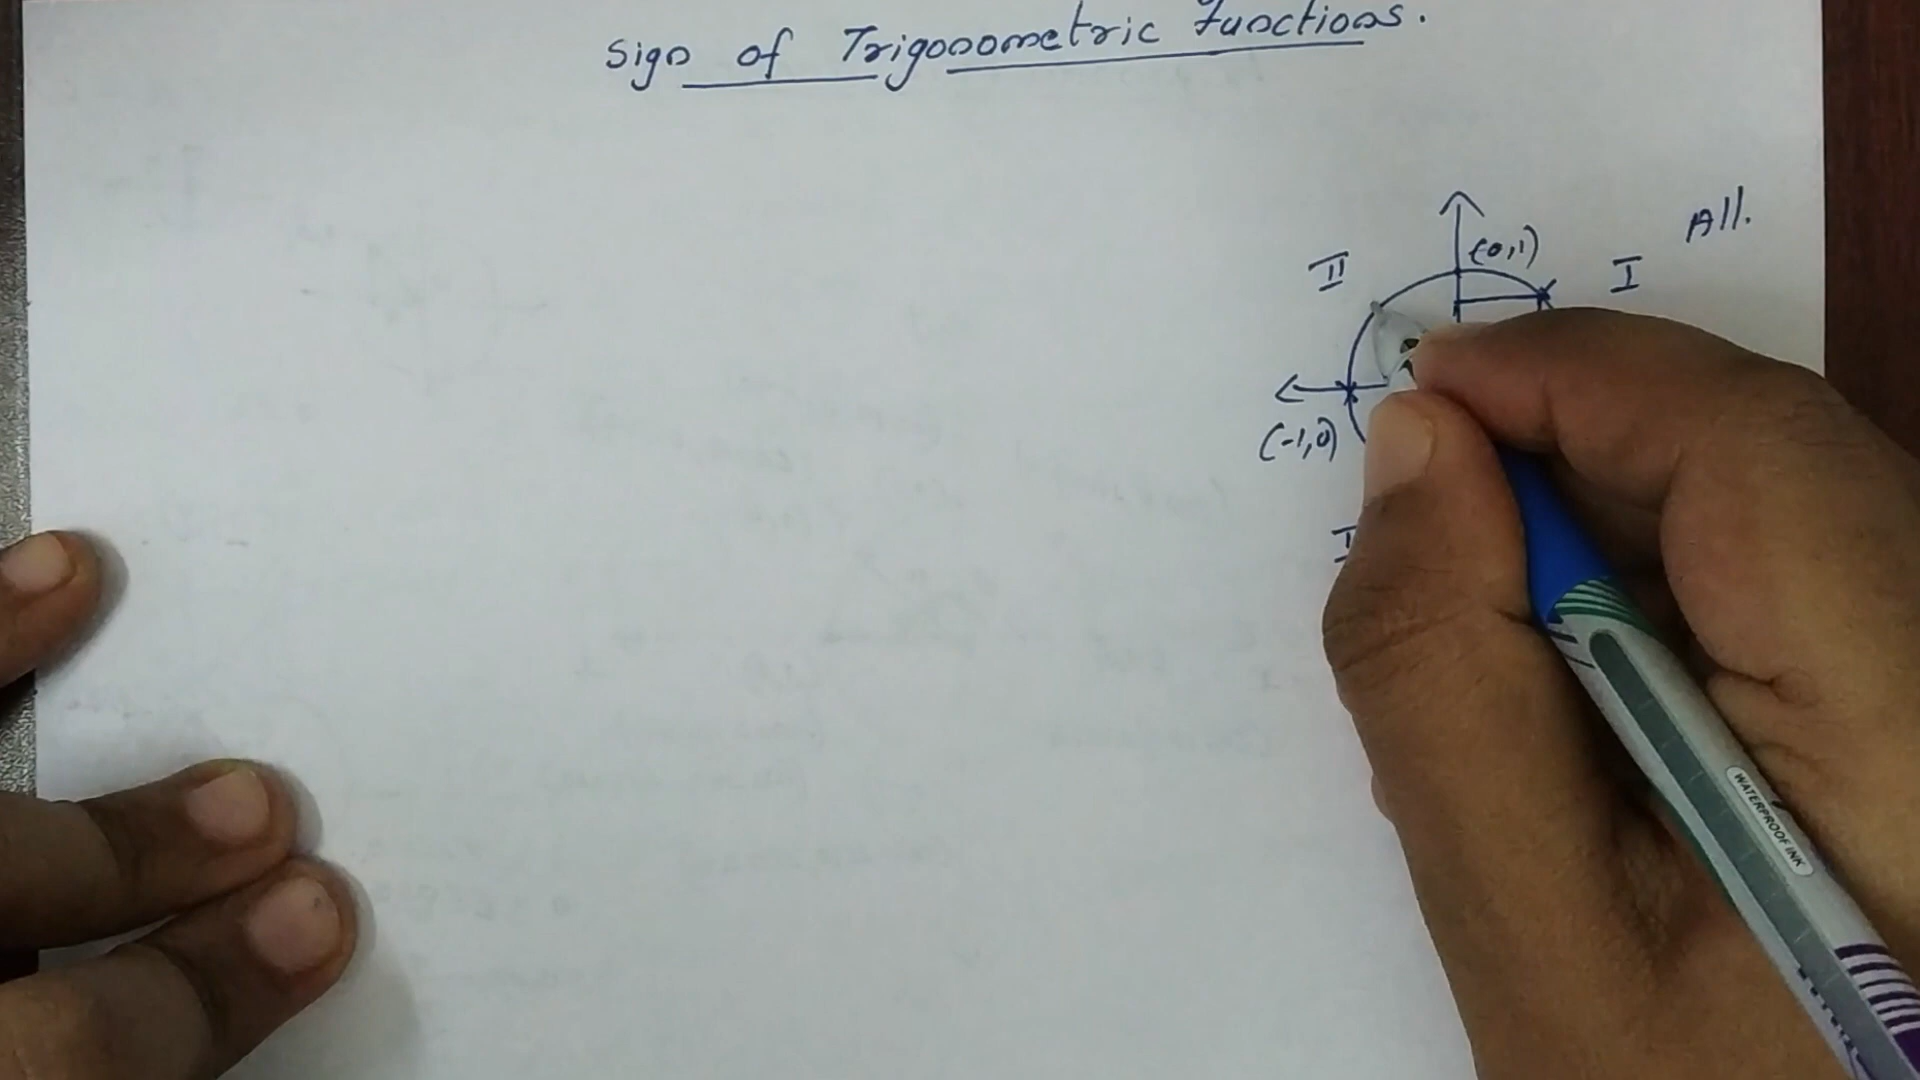 Sign of Trigonometric functions.
All.
(0,1)
II
I
(-1,0)
WATERPROOF INK